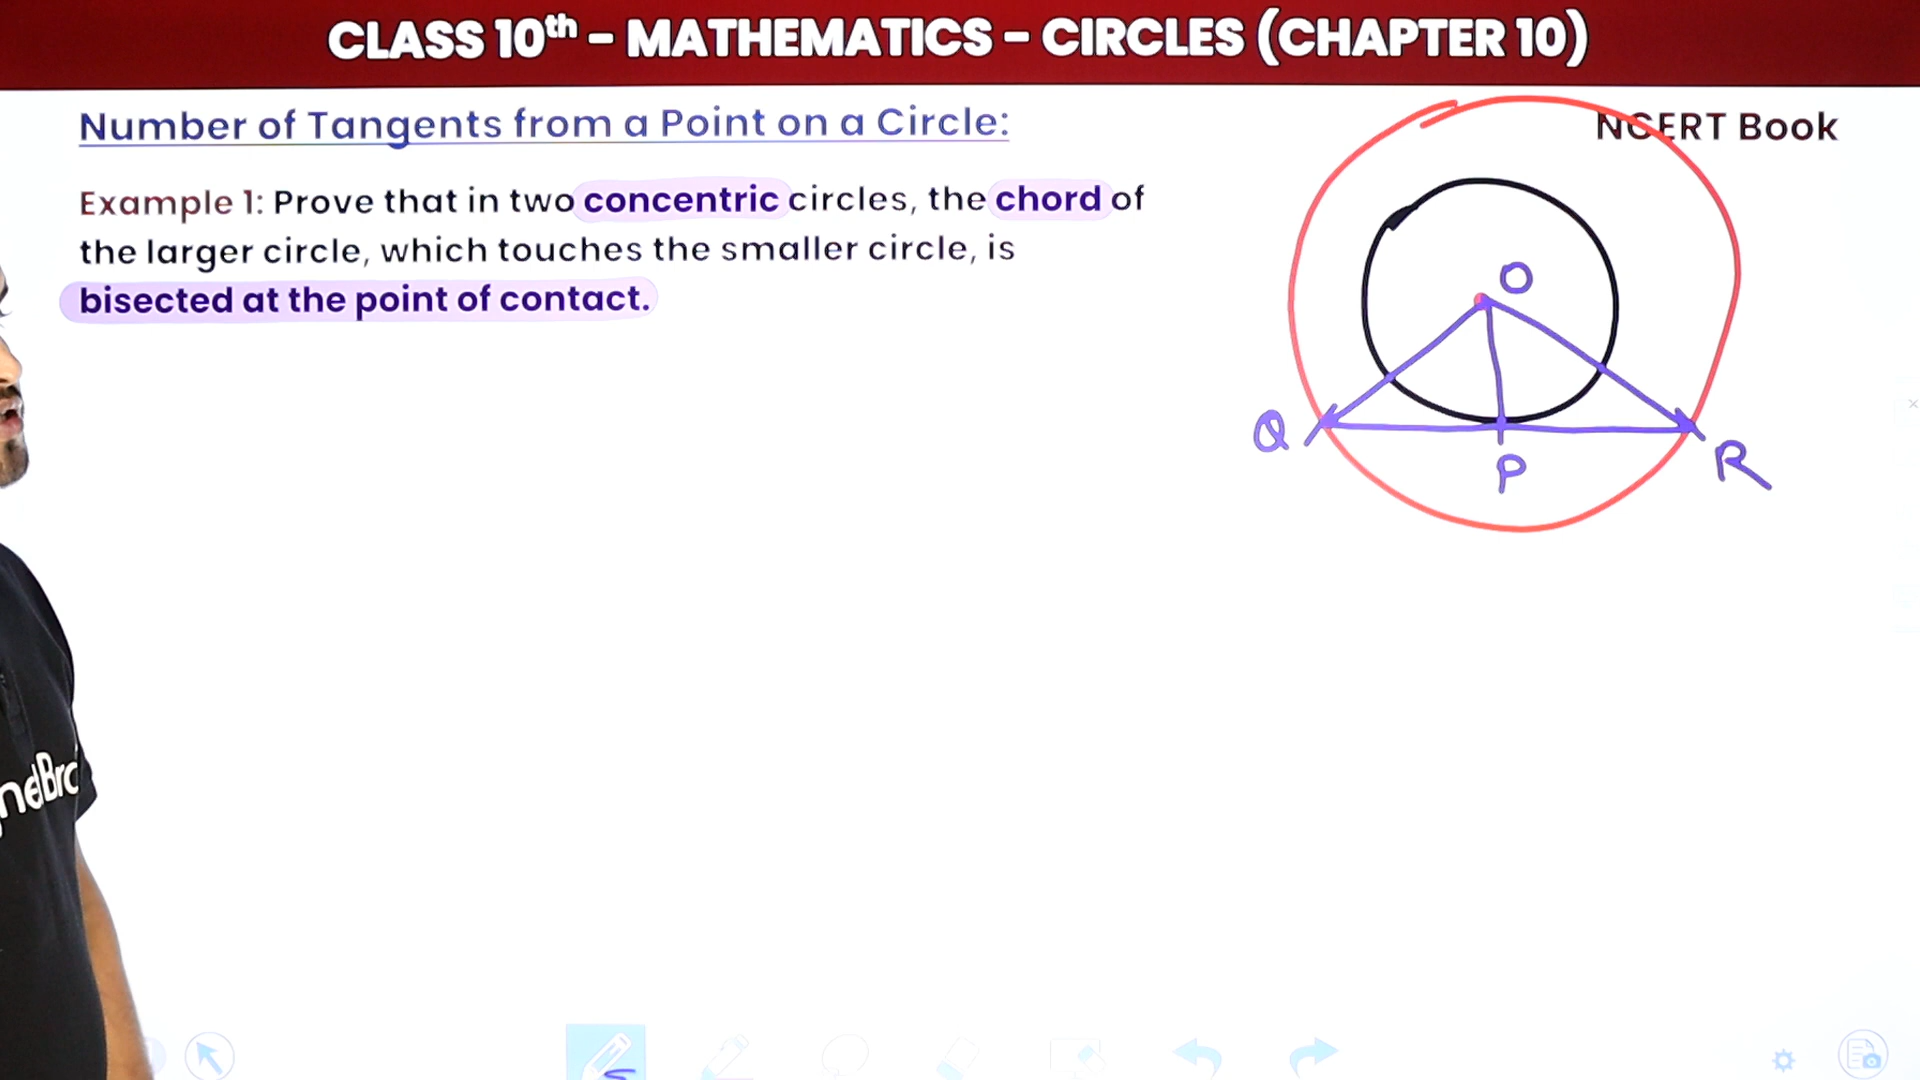 CLASS 10th - MATHEMATICS - CIRCLES (CHAPTER 10)
Number of Tangents from a Point on a Circle:
NCERT Book
Example 1: Prove that in two concentric circles, the chord of
the larger circle, which touches the smaller circle, is
bisected at the point of contact.
O
Q
P
R